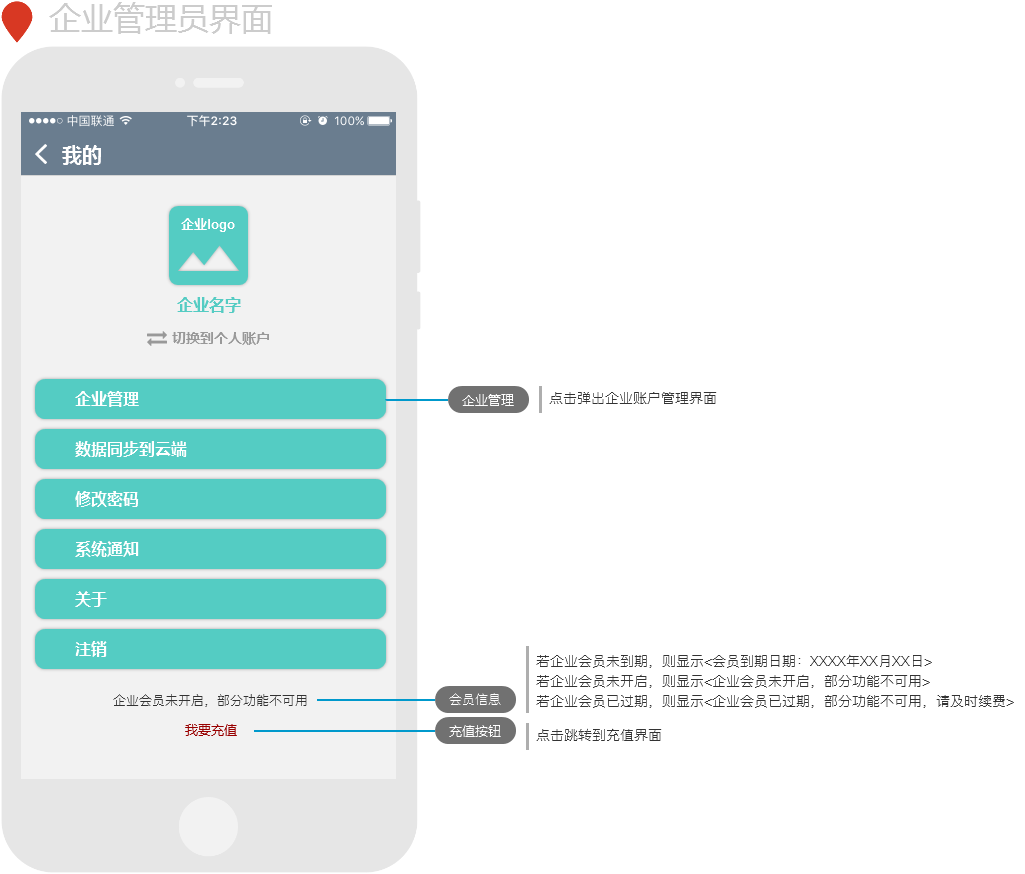 企业管理员界面
中国联通 下午2:23 100%
我的
企业logo
企业名字
切换到个人账户
企业管理
企业管理
点击弹出企业账户管理界面
数据同步到云端
修改密码
系统通知
关于
注销
企业会员未开启，部分功能不可用
会员信息
若企业会员未到期，则显示<会员到期日期：XXXX年XX月XX日>
若企业会员未开启，则显示<企业会员未开启，部分功能不可用>
若企业会员已过期，则显示<企业会员已过期，部分功能不可用，请及时续费>
我要充值
充值按钮
点击跳转到充值界面